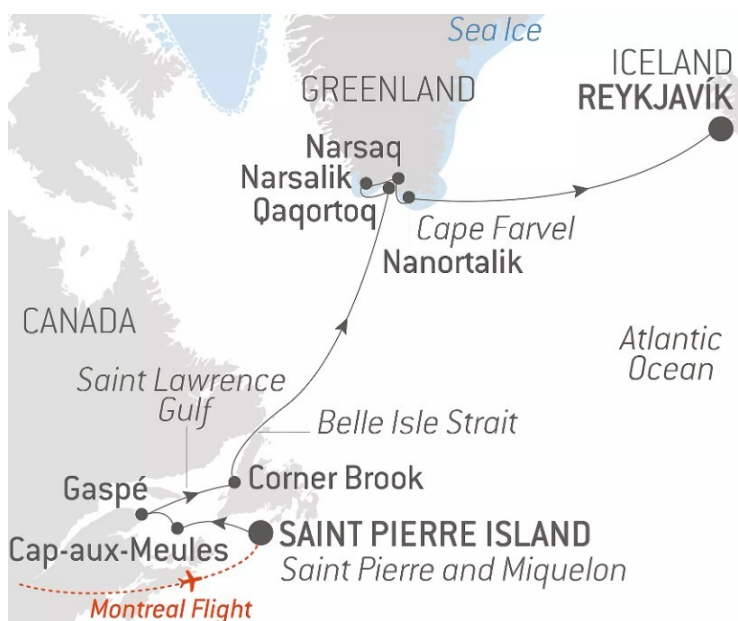 Sea Ice
ICELAND
REYKJAVÍK
GREENLAND
Narsaq
Narsalik
Qaqortoq
Cape Farvel
Nanortalik
CANADA
Atlantic
Ocean
Saint Lawrence
Gulf
Belle Isle Strait
Corner Brook
Gaspé
Cap-aux-Meules
SAINT PIERRE ISLAND
Saint Pierre and Miquelon
Montreal Flight